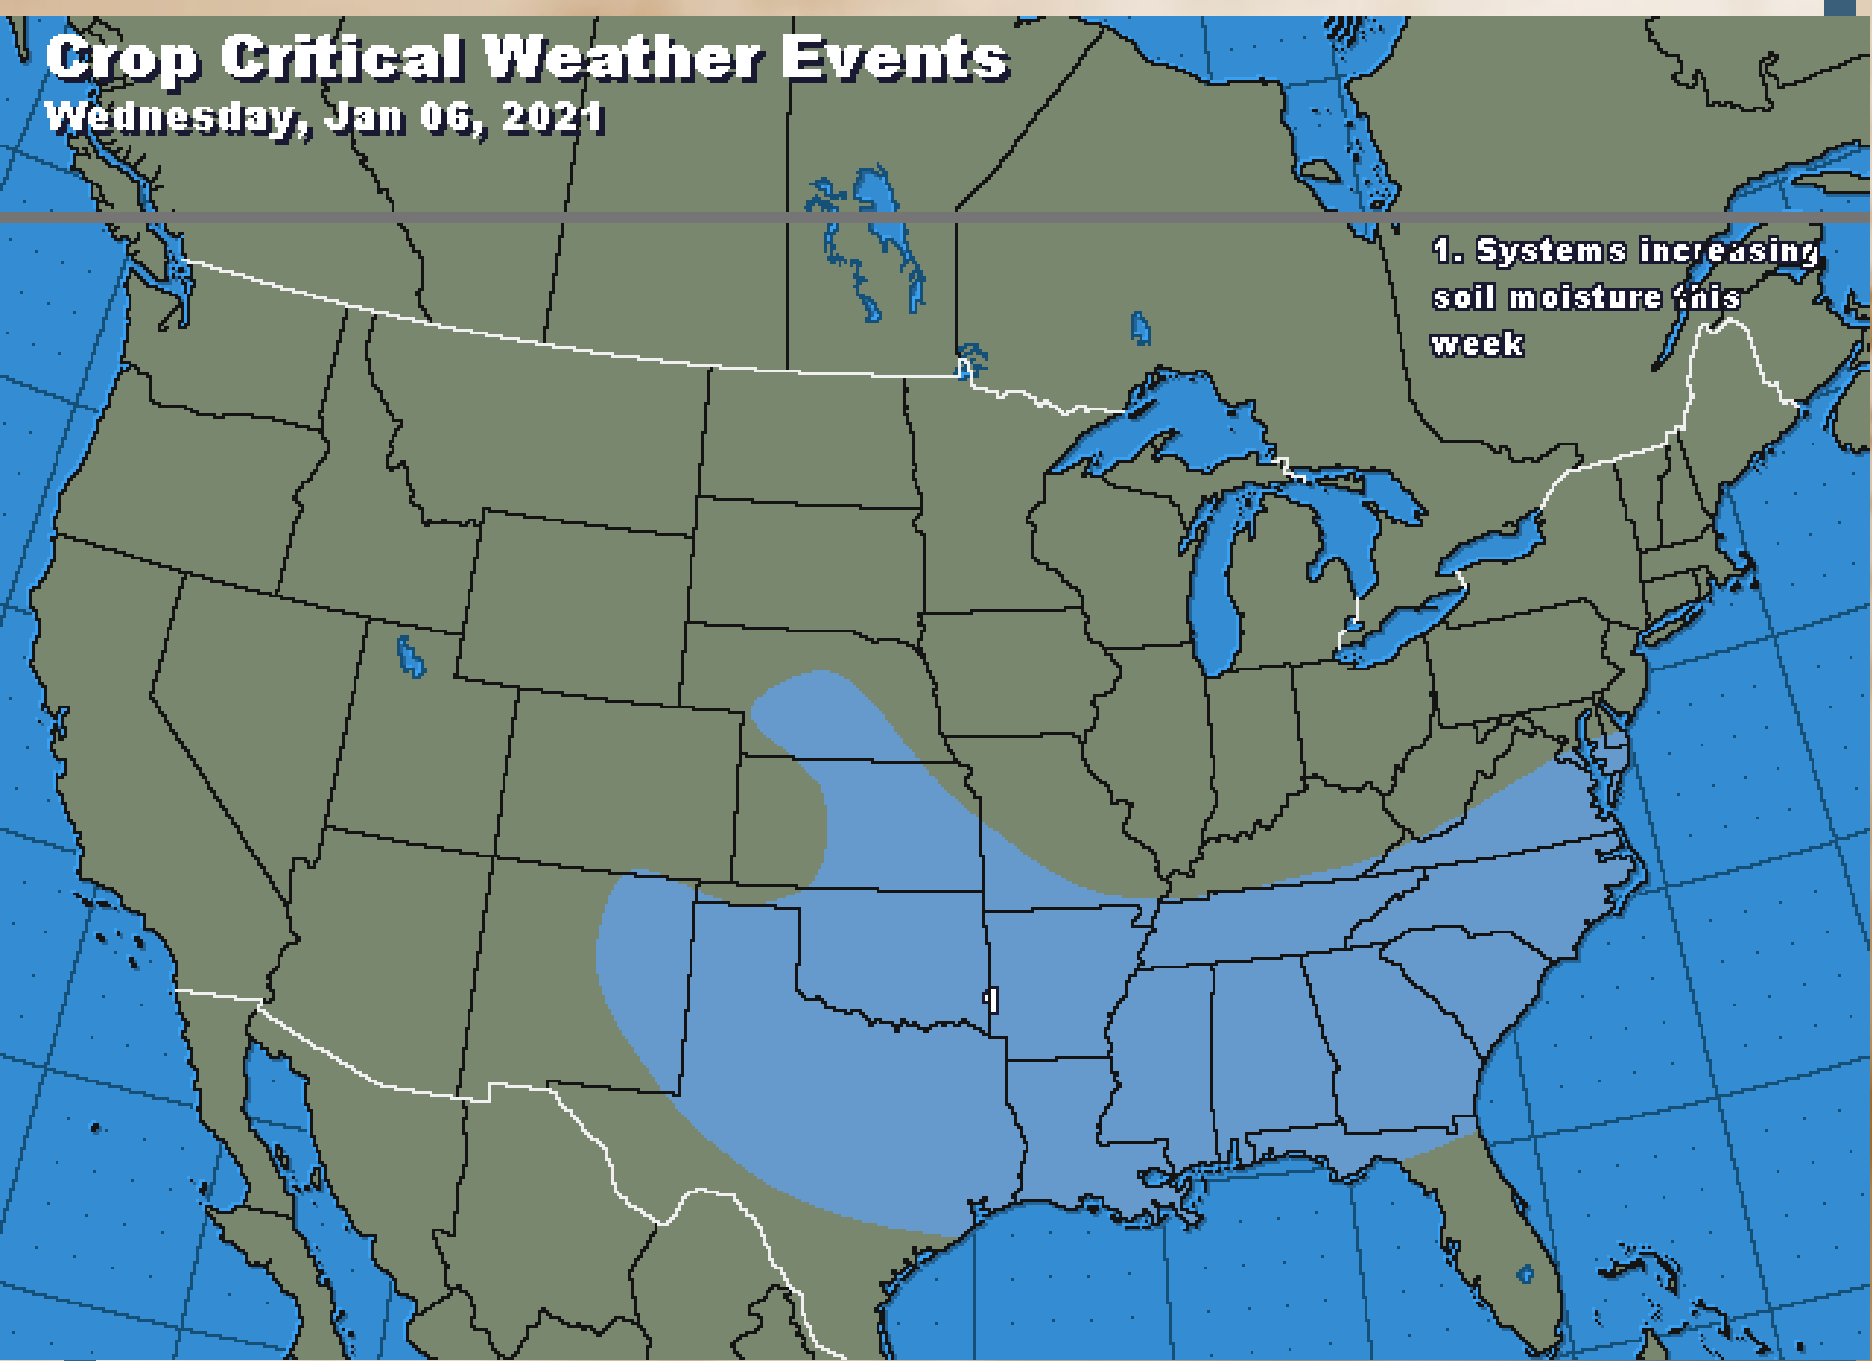 Crop Critical Weather Events
Wednesday, Jan 06, 2021
1. Systems increasing
soil moisture this
week
1